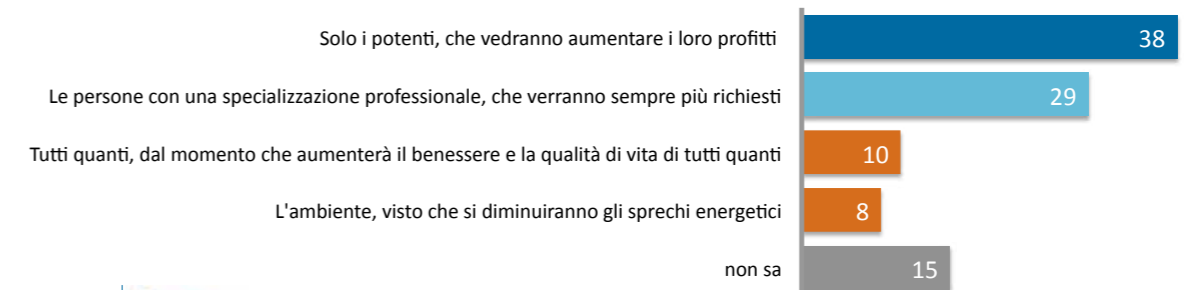 Solo i potenti, che vedranno aumentare i loro profitti 38
Le persone con una specializzazione professionale, che verranno sempre più richiesti 29
Tutti quanti, dal momento che aumenterà il benessere e la qualità di vita di tutti quanti 10
L'ambiente, visto che si diminuiranno gli sprechi energetici 8
non sa 15